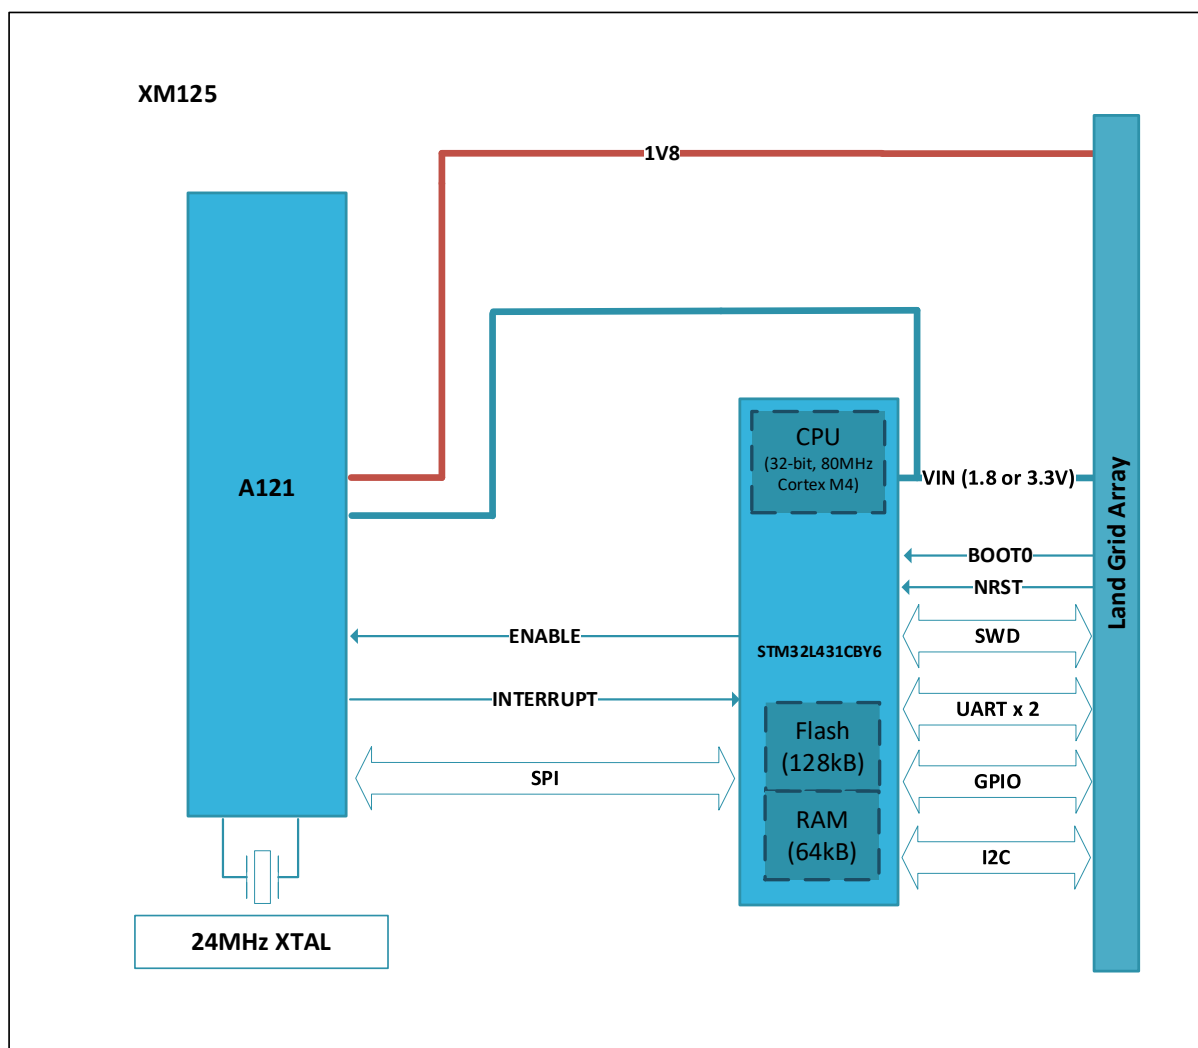 XM125
1V8
CPU
(32-bit, 80MHz
Cortex M4)
A121
VIN (1.8 or 3.3V)
Land Grid Array
BOOT0
NRST
ENABLE
SWD
STM32L431CBY6
INTERRUPT
UART x 2
Flash
(128kB)
SPI
GPIO
RAM
(64kB)
I2C
24MHz XTAL